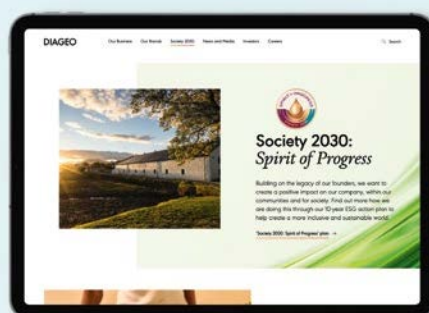 DIAGEO
Our Business Our Brands Society 2030 News and Media Investors Careers
Search
Society 2030:
Spirit of Progress
Building on the legacy of our founders, we want to
create a positive impact on our company, within our
communities and for society. Find out more how we
are doing this through our 10-year ESG action plan to
help create a more inclusive and sustainable world.
'Society 2030: Spirit of Progress' plan